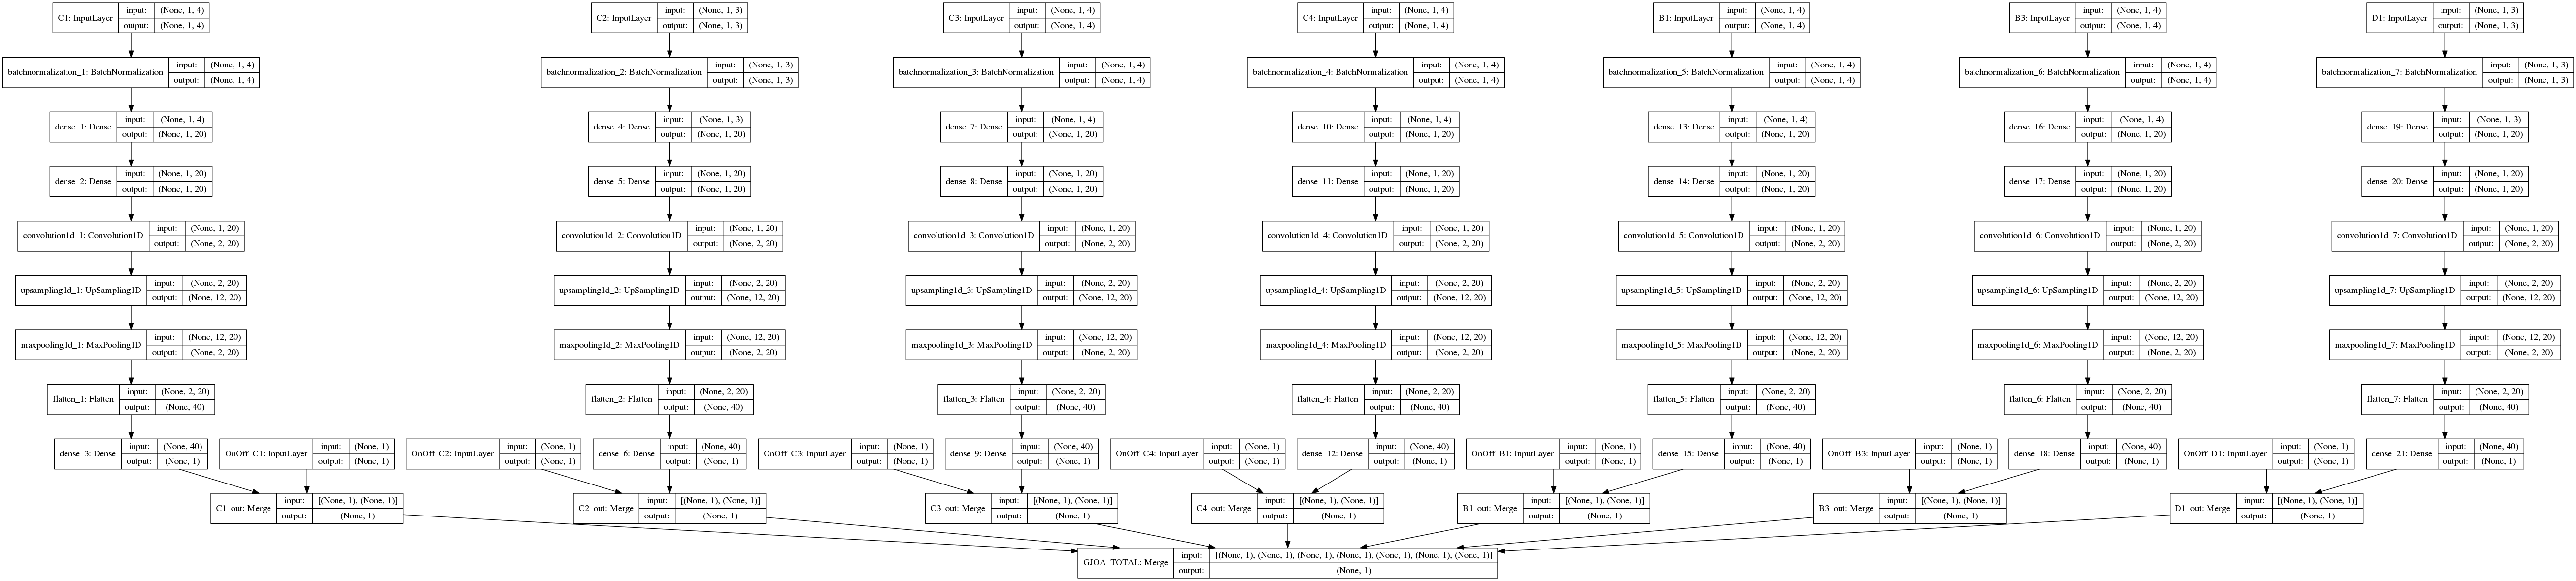 C1: InputLayer input: (None, 1, 4) output: (None, 1, 4)
C2: InputLayer input: (None, 1, 3) output: (None, 1, 3)
C3: InputLayer input: (None, 1, 4) output: (None, 1, 4)
C4: InputLayer input: (None, 1, 4) output: (None, 1, 4)
B1: InputLayer input: (None, 1, 4) output: (None, 1, 4)
B3: InputLayer input: (None, 1, 4) output: (None, 1, 4)
D1: InputLayer input: (None, 1, 3) output: (None, 1, 3)
batchnormalization_1: BatchNormalization input: (None, 1, 4) output: (None, 1, 4)
batchnormalization_2: BatchNormalization input: (None, 1, 3) output: (None, 1, 3)
batchnormalization_3: BatchNormalization input: (None, 1, 4) output: (None, 1, 4)
batchnormalization_4: BatchNormalization input: (None, 1, 4) output: (None, 1, 4)
batchnormalization_5: BatchNormalization input: (None, 1, 4) output: (None, 1, 4)
batchnormalization_6: BatchNormalization input: (None, 1, 4) output: (None, 1, 4)
batchnormalization_7: BatchNormalization input: (None, 1, 3) output: (None, 1, 3)
dense_1: Dense input: (None, 1, 4) output: (None, 1, 20)
dense_4: Dense input: (None, 1, 3) output: (None, 1, 20)
dense_7: Dense input: (None, 1, 4) output: (None, 1, 20)
dense_10: Dense input: (None, 1, 4) output: (None, 1, 20)
dense_13: Dense input: (None, 1, 4) output: (None, 1, 20)
dense_16: Dense input: (None, 1, 4) output: (None, 1, 20)
dense_19: Dense input: (None, 1, 3) output: (None, 1, 20)
dense_2: Dense input: (None, 1, 20) output: (None, 1, 20)
dense_5: Dense input: (None, 1, 20) output: (None, 1, 20)
dense_8: Dense input: (None, 1, 20) output: (None, 1, 20)
dense_11: Dense input: (None, 1, 20) output: (None, 1, 20)
dense_14: Dense input: (None, 1, 20) output: (None, 1, 20)
dense_17: Dense input: (None, 1, 20) output: (None, 1, 20)
dense_20: Dense input: (None, 1, 20) output: (None, 1, 20)
convolution1d_1: Convolution1D input: (None, 1, 20) output: (None, 2, 20)
convolution1d_2: Convolution1D input: (None, 1, 20) output: (None, 2, 20)
convolution1d_3: Convolution1D input: (None, 1, 20) output: (None, 2, 20)
convolution1d_4: Convolution1D input: (None, 1, 20) output: (None, 2, 20)
convolution1d_5: Convolution1D input: (None, 1, 20) output: (None, 2, 20)
convolution1d_6: Convolution1D input: (None, 1, 20) output: (None, 2, 20)
convolution1d_7: Convolution1D input: (None, 1, 20) output: (None, 2, 20)
upsampling1d_1: UpSampling1D input: (None, 2, 20) output: (None, 12, 20)
upsampling1d_2: UpSampling1D input: (None, 2, 20) output: (None, 12, 20)
upsampling1d_3: UpSampling1D input: (None, 2, 20) output: (None, 12, 20)
upsampling1d_4: UpSampling1D input: (None, 2, 20) output: (None, 12, 20)
upsampling1d_5: UpSampling1D input: (None, 2, 20) output: (None, 12, 20)
upsampling1d_6: UpSampling1D input: (None, 2, 20) output: (None, 12, 20)
upsampling1d_7: UpSampling1D input: (None, 2, 20) output: (None, 12, 20)
maxpooling1d_1: MaxPooling1D input: (None, 12, 20) output: (None, 2, 20)
maxpooling1d_2: MaxPooling1D input: (None, 12, 20) output: (None, 2, 20)
maxpooling1d_3: MaxPooling1D input: (None, 12, 20) output: (None, 2, 20)
maxpooling1d_4: MaxPooling1D input: (None, 12, 20) output: (None, 2, 20)
maxpooling1d_5: MaxPooling1D input: (None, 12, 20) output: (None, 2, 20)
maxpooling1d_6: MaxPooling1D input: (None, 12, 20) output: (None, 2, 20)
maxpooling1d_7: MaxPooling1D input: (None, 12, 20) output: (None, 2, 20)
flatten_1: Flatten input: (None, 2, 20) output: (None, 40)
flatten_2: Flatten input: (None, 2, 20) output: (None, 40)
flatten_3: Flatten input: (None, 2, 20) output: (None, 40)
flatten_4: Flatten input: (None, 2, 20) output: (None, 40)
flatten_5: Flatten input: (None, 2, 20) output: (None, 40)
flatten_6: Flatten input: (None, 2, 20) output: (None, 40)
flatten_7: Flatten input: (None, 2, 20) output: (None, 40)
dense_3: Dense input: (None, 40) output: (None, 1)
OnOff_C1: InputLayer input: (None, 1) output: (None, 1)
OnOff_C2: InputLayer input: (None, 1) output: (None, 1)
dense_6: Dense input: (None, 40) output: (None, 1)
OnOff_C3: InputLayer input: (None, 1) output: (None, 1)
dense_9: Dense input: (None, 40) output: (None, 1)
OnOff_C4: InputLayer input: (None, 1) output: (None, 1)
dense_12: Dense input: (None, 40) output: (None, 1)
OnOff_B1: InputLayer input: (None, 1) output: (None, 1)
dense_15: Dense input: (None, 40) output: (None, 1)
OnOff_B3: InputLayer input: (None, 1) output: (None, 1)
dense_18: Dense input: (None, 40) output: (None, 1)
OnOff_D1: InputLayer input: (None, 1) output: (None, 1)
dense_21: Dense input: (None, 40) output: (None, 1)
C1_out: Merge input: [(None, 1), (None, 1)] output: (None, 1)
C2_out: Merge input: [(None, 1), (None, 1)] output: (None, 1)
C3_out: Merge input: [(None, 1), (None, 1)] output: (None, 1)
C4_out: Merge input: [(None, 1), (None, 1)] output: (None, 1)
B1_out: Merge input: [(None, 1), (None, 1)] output: (None, 1)
B3_out: Merge input: [(None, 1), (None, 1)] output: (None, 1)
D1_out: Merge input: [(None, 1), (None, 1)] output: (None, 1)
GJOA_TOTAL: Merge input: [(None, 1), (None, 1), (None, 1), (None, 1), (None, 1), (None, 1), (None, 1)] output: (None, 1)